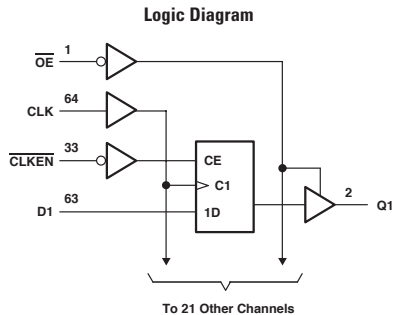 Logic Diagram
OE 1
CLK 64
CLKEN 33
D1 63
CE
C1
1D
2
Q1
To 21 Other Channels